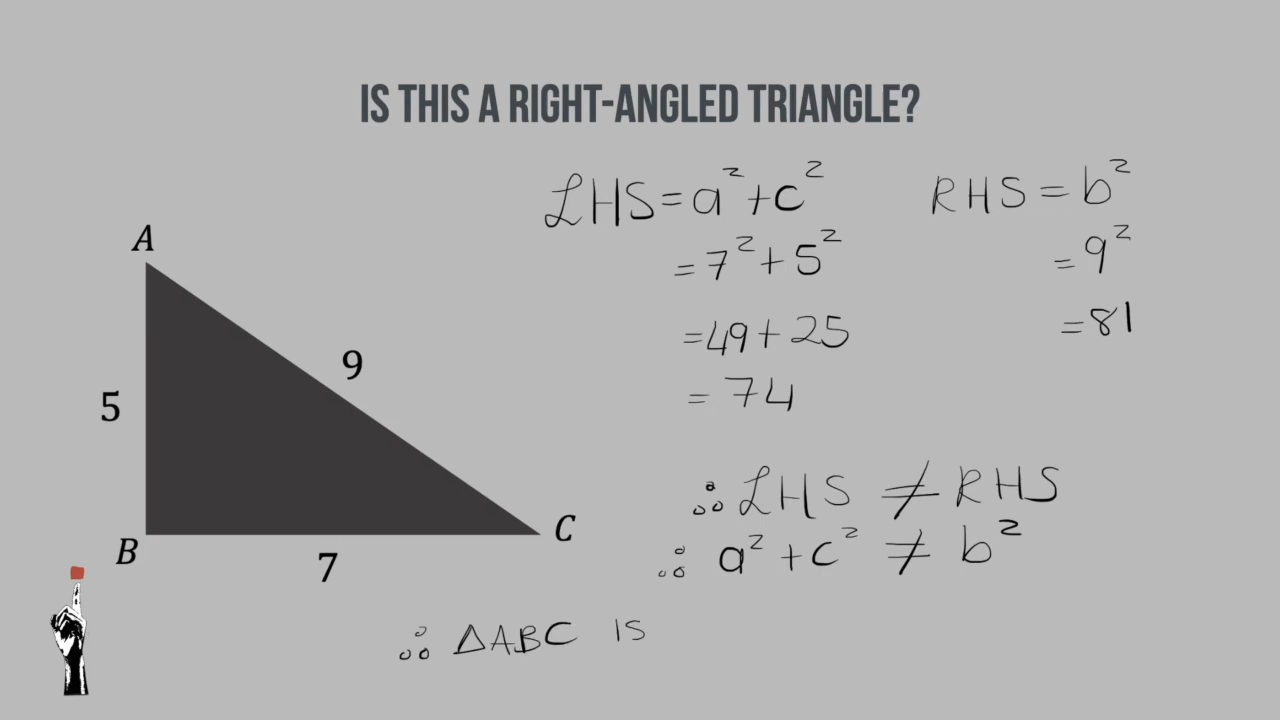 IS THIS A RIGHT-ANGLED TRIANGLE?
LHS = a² + c²
= 7² + 5²
= 49 + 25
= 74
RHS = b²
= 9²
= 81
A
9
5
B
7
C
∴ LHS ≠ RHS
∴ a² + c² ≠ b²
∴ △ABC IS